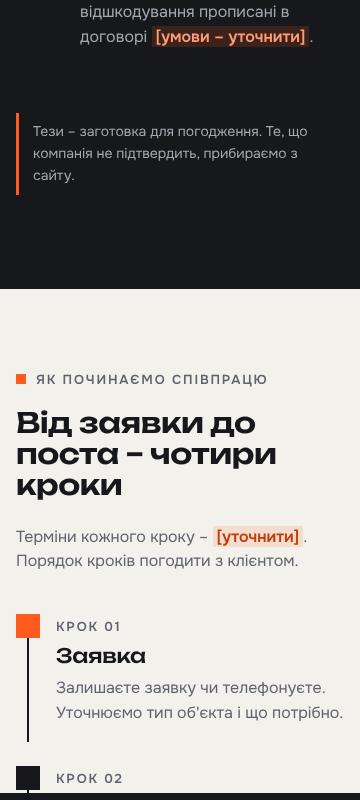 відшкодування прописані в
договорі [умови – уточнити].
Тези – заготовка для погодження. Те, що
компанія не підтвердить, прибираємо з
сайту.
ЯК ПОЧИНАЄМО СПІВПРАЦЮ
Від заявки до
поста – чотири
кроки
Терміни кожного кроку – [уточнити].
Порядок кроків погодити з клієнтом.
КРОК 01
Заявка
Залишаєте заявку чи телефонуєте.
Уточнюємо тип об'єкта і що потрібно.
КРОК 02